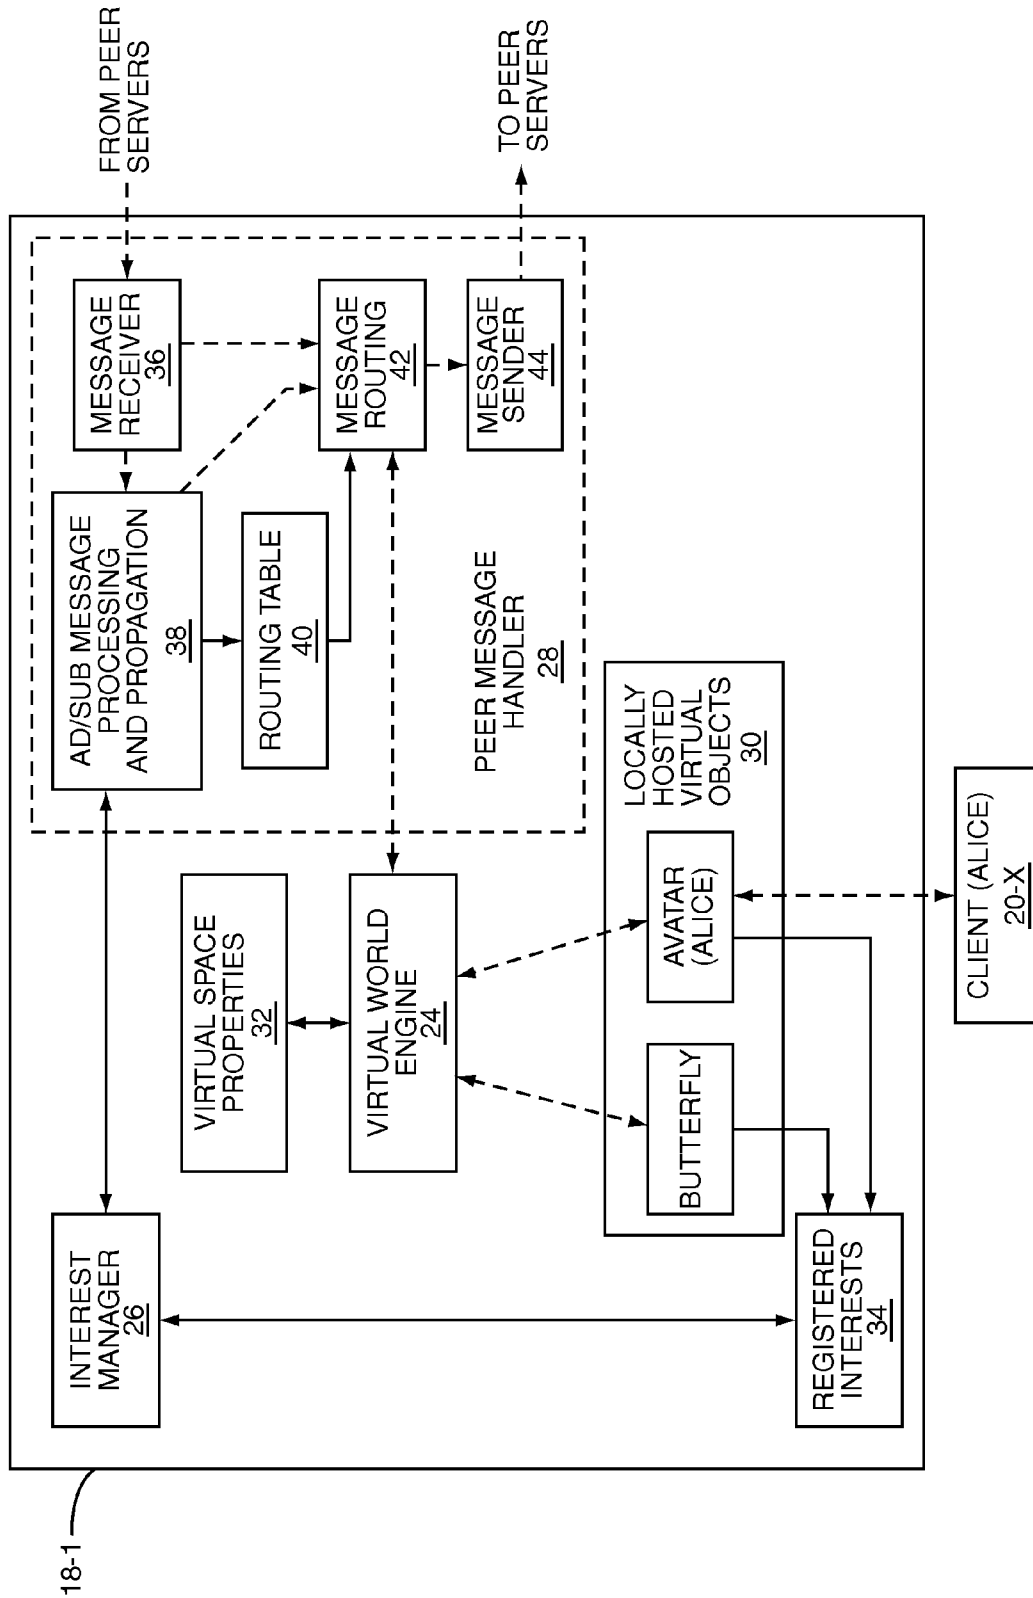 18-1
INTEREST
MANAGER
26
VIRTUAL SPACE
PROPERTIES
32
VIRTUAL WORLD
ENGINE
24
AD/SUB MESSAGE
PROCESSING
AND PROPAGATION
38
ROUTING TABLE
40
MESSAGE
RECEIVER
36
MESSAGE
ROUTING
42
MESSAGE
SENDER
44
FROM PEER
SERVERS
TO PEER
SERVERS
PEER MESSAGE
HANDLER
28
REGISTERED
INTERESTS
34
BUTTERFLY
AVATAR
(ALICE)
LOCALLY
HOSTED
VIRTUAL
OBJECTS
30
CLIENT (ALICE)
20-X